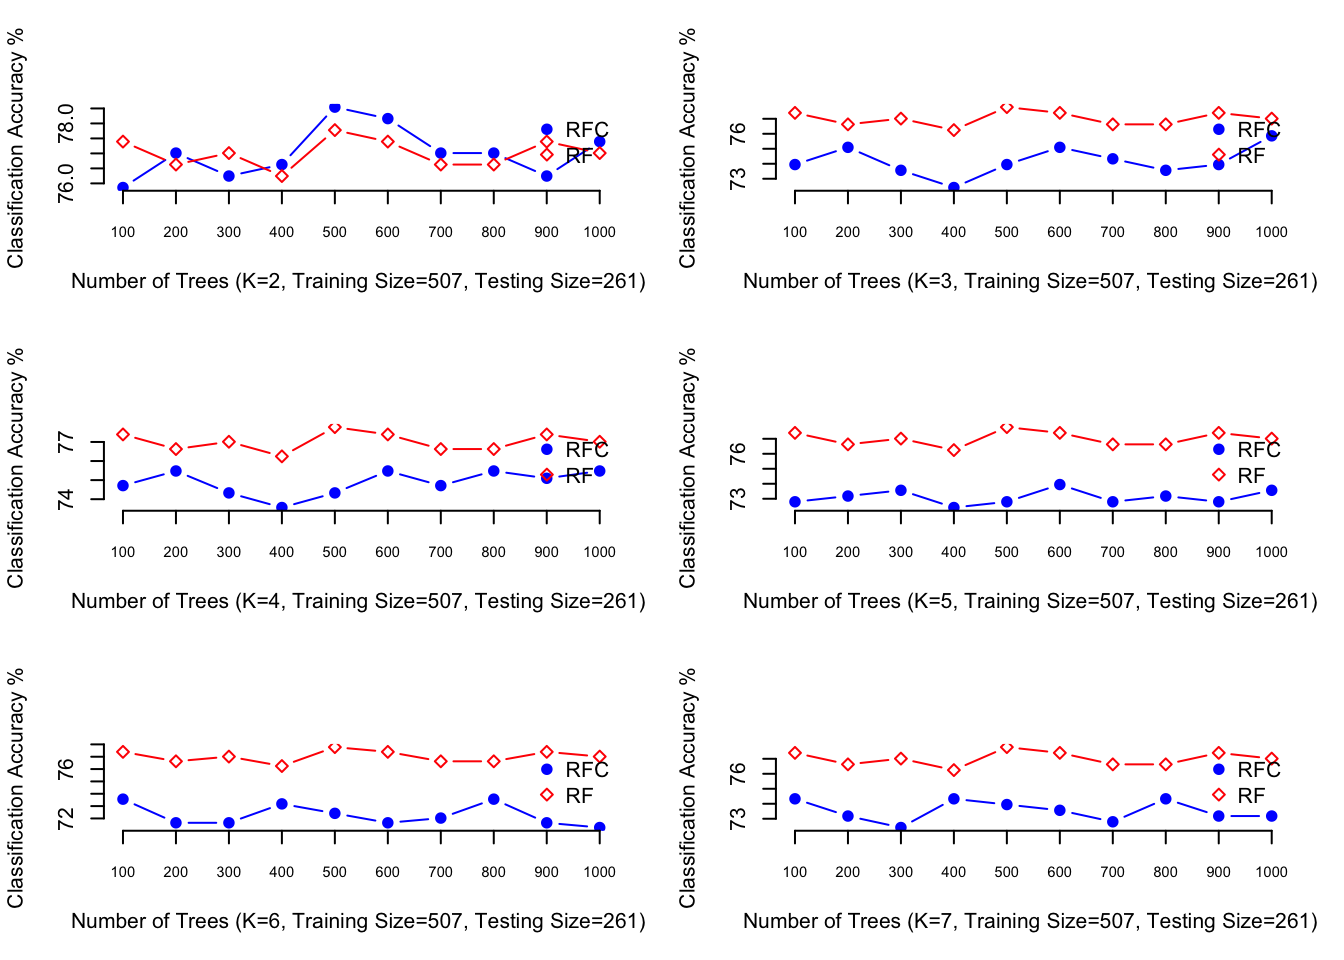 Classification Accuracy %
78.0
76.0
RFC
RF
100 200 300 400 500 600 700 800 900 1000
Number of Trees (K=2, Training Size=507, Testing Size=261)
Classification Accuracy %
76
73
RFC
RF
100 200 300 400 500 600 700 800 900 1000
Number of Trees (K=3, Training Size=507, Testing Size=261)
Classification Accuracy %
77
74
RFC
RF
100 200 300 400 500 600 700 800 900 1000
Number of Trees (K=4, Training Size=507, Testing Size=261)
Classification Accuracy %
76
73
RFC
RF
100 200 300 400 500 600 700 800 900 1000
Number of Trees (K=5, Training Size=507, Testing Size=261)
Classification Accuracy %
76
72
RFC
RF
100 200 300 400 500 600 700 800 900 1000
Number of Trees (K=6, Training Size=507, Testing Size=261)
Classification Accuracy %
76
73
RFC
RF
100 200 300 400 500 600 700 800 900 1000
Number of Trees (K=7, Training Size=507, Testing Size=261)